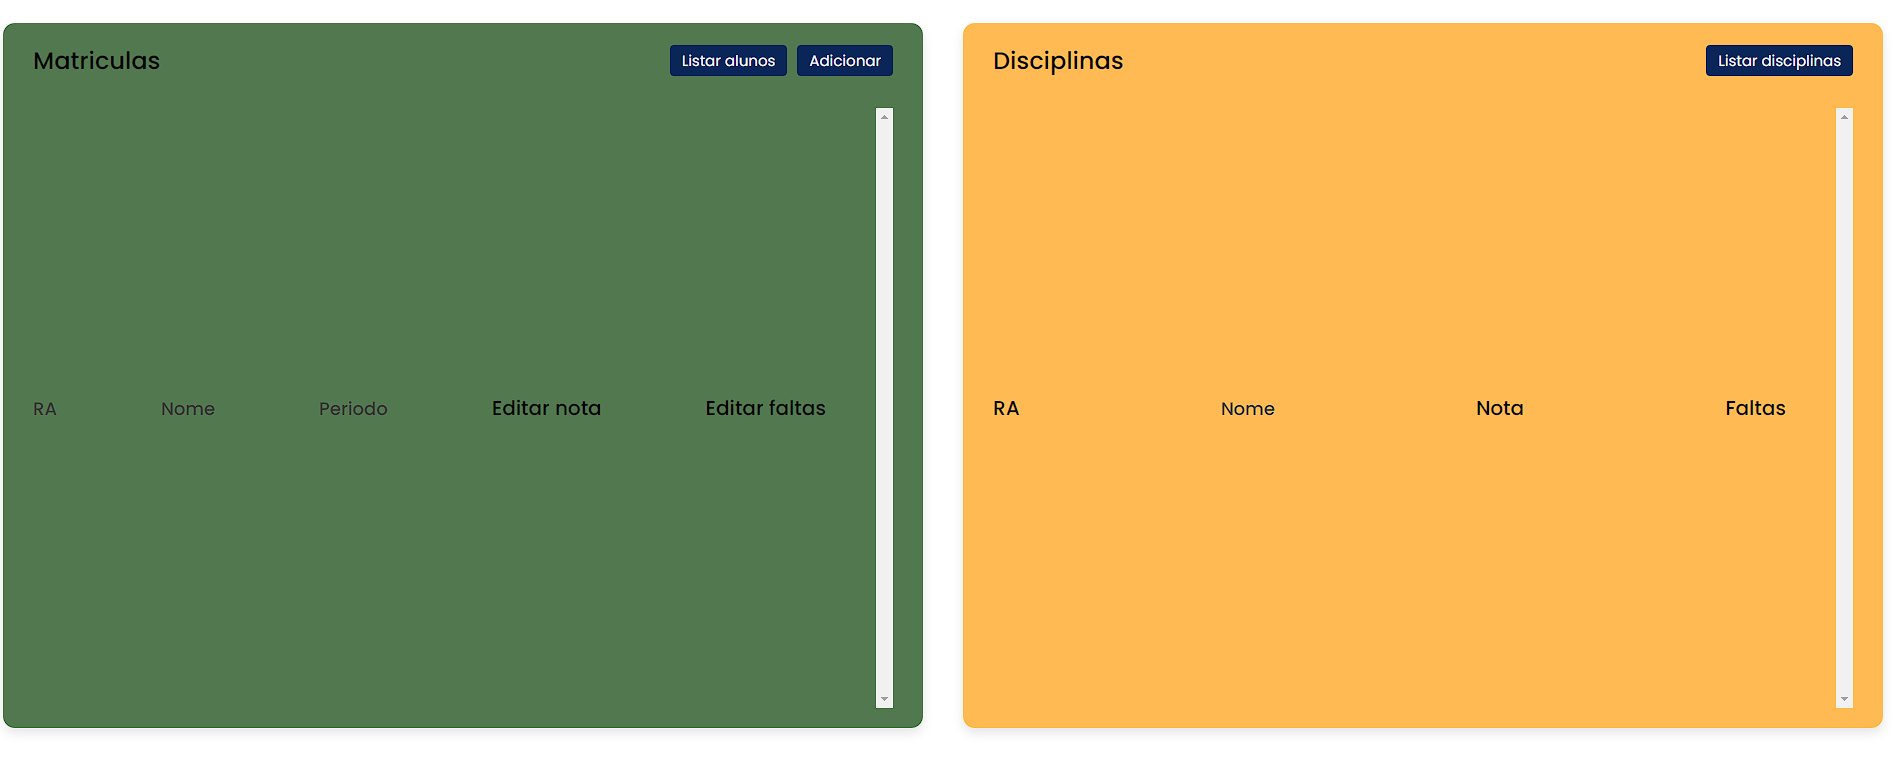 Matriculas
Listar alunos
Adicionar
RA Nome Periodo Editar nota Editar faltas
Disciplinas
Listar disciplinas
RA Nome Nota Faltas